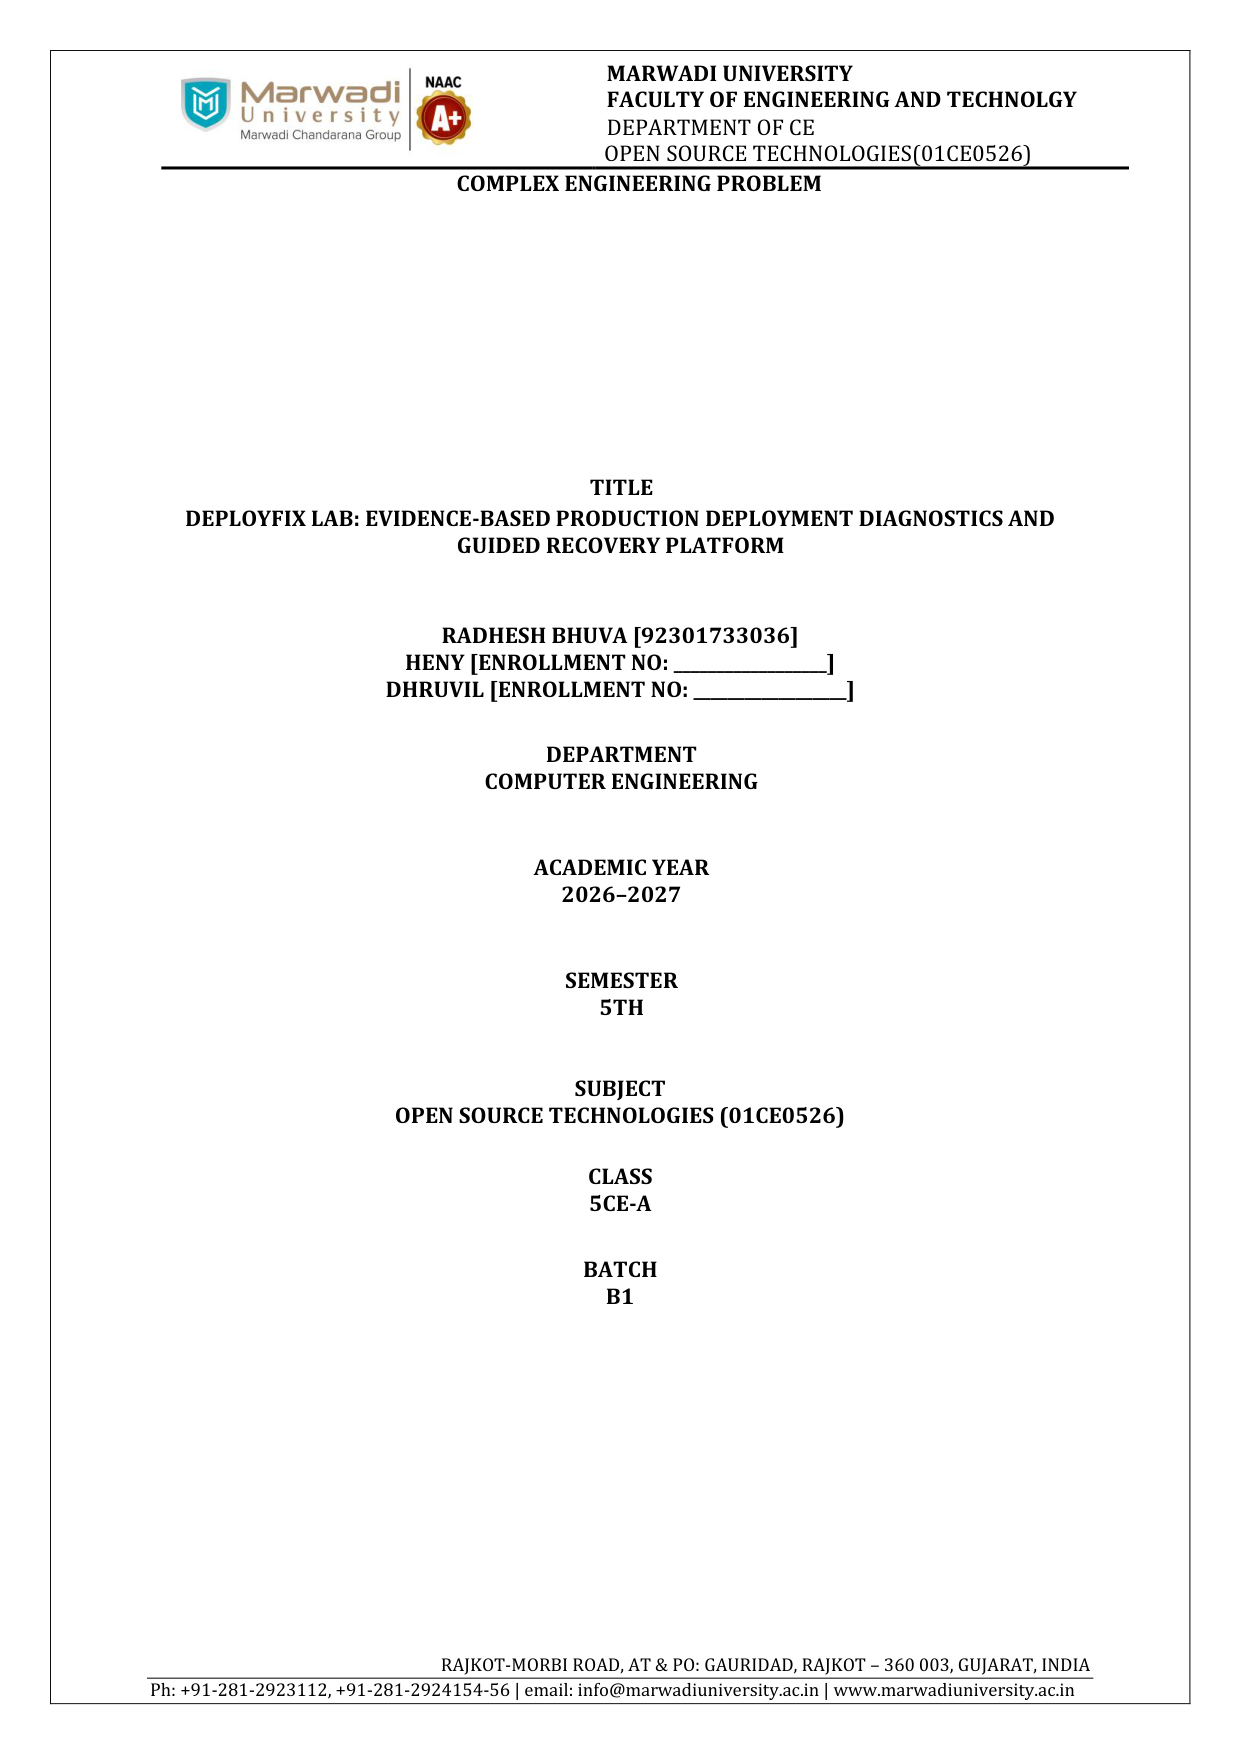 Marwadi
University
Marwadi Chandarana Group
NAAC
A+
MARWADI UNIVERSITY
FACULTY OF ENGINEERING AND TECHNOLGY
DEPARTMENT OF CE
OPEN SOURCE TECHNOLOGIES(01CE0526)
COMPLEX ENGINEERING PROBLEM
TITLE
DEPLOYFIX LAB: EVIDENCE-BASED PRODUCTION DEPLOYMENT DIAGNOSTICS AND
GUIDED RECOVERY PLATFORM
RADHESH BHUVA [92301733036]
HENY [ENROLLMENT NO: __________________]
DHRUVIL [ENROLLMENT NO: __________________]
DEPARTMENT
COMPUTER ENGINEERING
ACADEMIC YEAR
2026–2027
SEMESTER
5TH
SUBJECT
OPEN SOURCE TECHNOLOGIES (01CE0526)
CLASS
5CE-A
BATCH
B1
RAJKOT-MORBI ROAD, AT & PO: GAURIDAD, RAJKOT – 360 003, GUJARAT, INDIA
Ph: +91-281-2923112, +91-281-2924154-56 | email: info@marwadiuniversity.ac.in | www.marwadiuniversity.ac.in